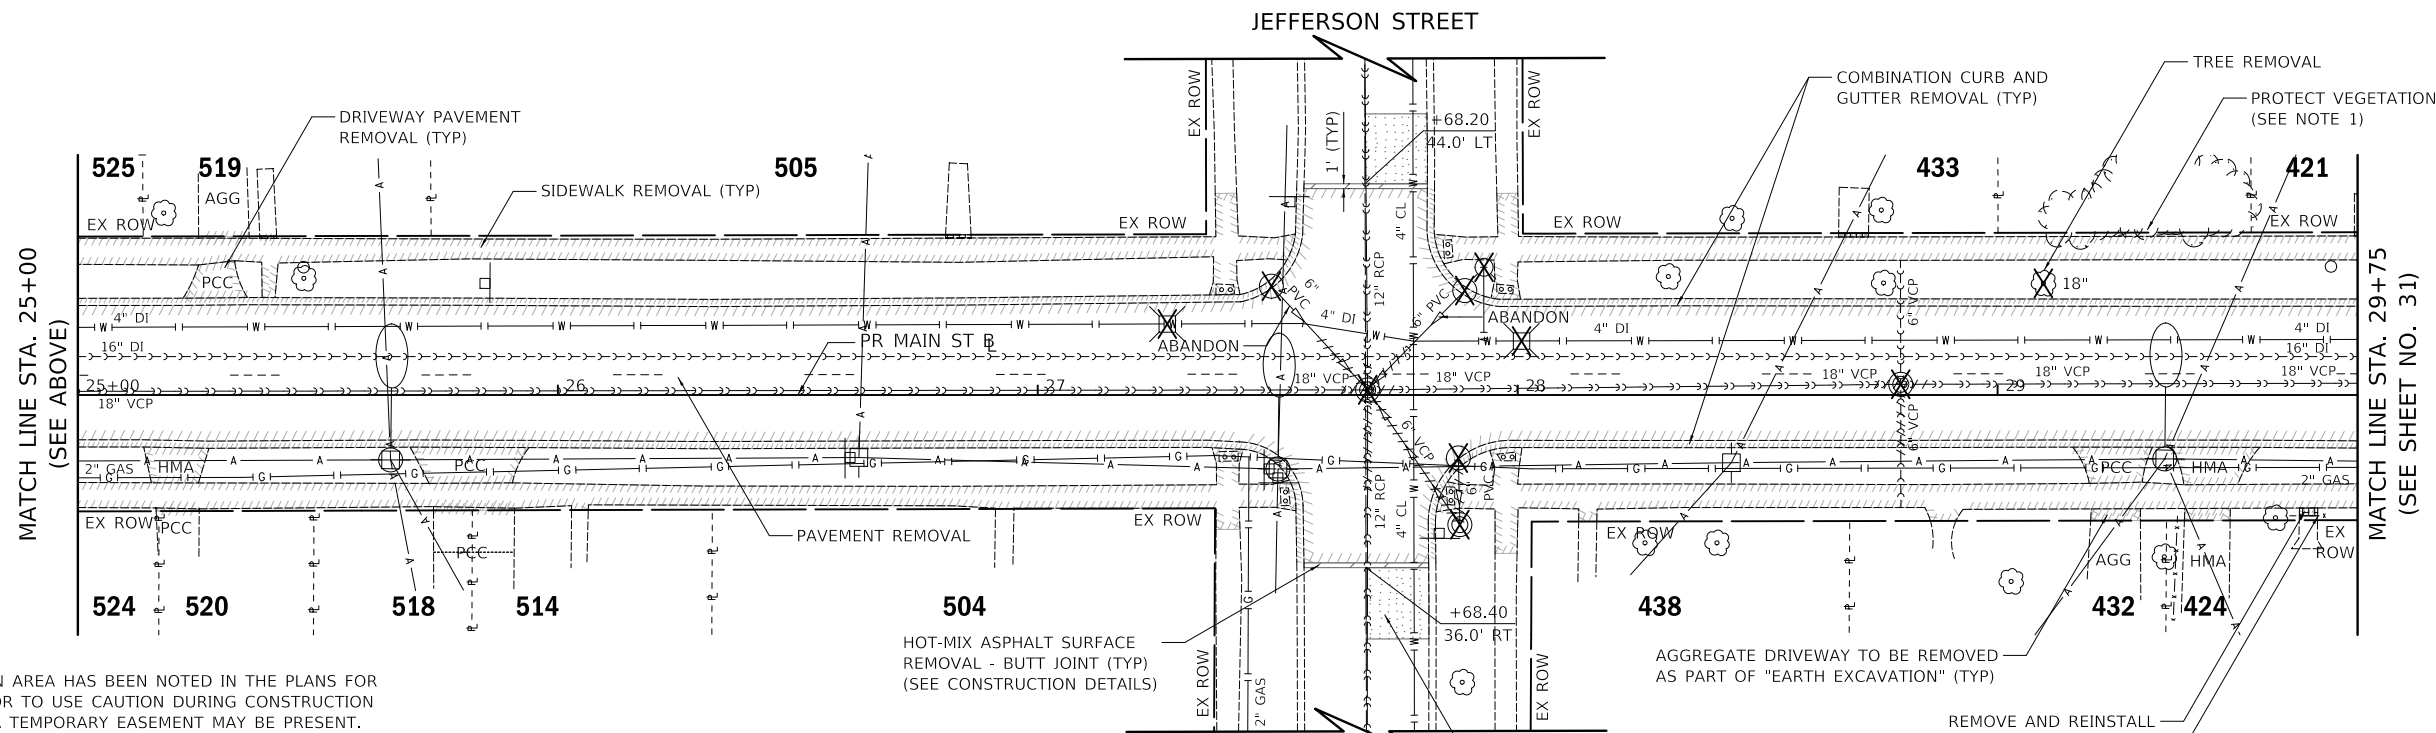 JEFFERSON STREET
TREE REMOVAL
COMBINATION CURB AND
GUTTER REMOVAL (TYP)
PROTECT VEGETATION
(SEE NOTE 1)
DRIVEWAY PAVEMENT
REMOVAL (TYP)
SIDEWALK REMOVAL (TYP)
EX ROW
EX ROW
1' (TYP)
+68.20
44.0' LT
525
519
505
433
421
AGG
EX ROW
EX ROW
EX ROW
EX ROW
4" CL
12" RCP
PCC
18"
6" VCP
6" PVC
6" PVC
4" DI
4" DI
ABANDON
4" DI
4" DI
16" DI
PR MAIN ST BL
ABANDON
16" DI
25+00
26
27
28
29
18" VCP
18" VCP
18" VCP
18" VCP
18" VCP
18" VCP
MATCH LINE STA. 25+00
(SEE ABOVE)
MATCH LINE STA. 29+75
(SEE SHEET NO. 31)
6" VCP
6" VCP
2" GAS
HMA
PCC
6" PVC
PCC
HMA
2" GAS
12" RCP
4" CL
EX ROW
PCC
EX ROW
EX ROW
EX
ROW
PAVEMENT REMOVAL
PCC
AGG
HMA
524
520
518
514
504
438
432
424
+68.40
36.0' RT
HOT-MIX ASPHALT SURFACE
REMOVAL - BUTT JOINT (TYP)
(SEE CONSTRUCTION DETAILS)
AGGREGATE DRIVEWAY TO BE REMOVED
AS PART OF "EARTH EXCAVATION" (TYP)
EX ROW
2" GAS
EX ROW
REMOVE AND REINSTALL
N AREA HAS BEEN NOTED IN THE PLANS FOR
OR TO USE CAUTION DURING CONSTRUCTION
A TEMPORARY EASEMENT MAY BE PRESENT.